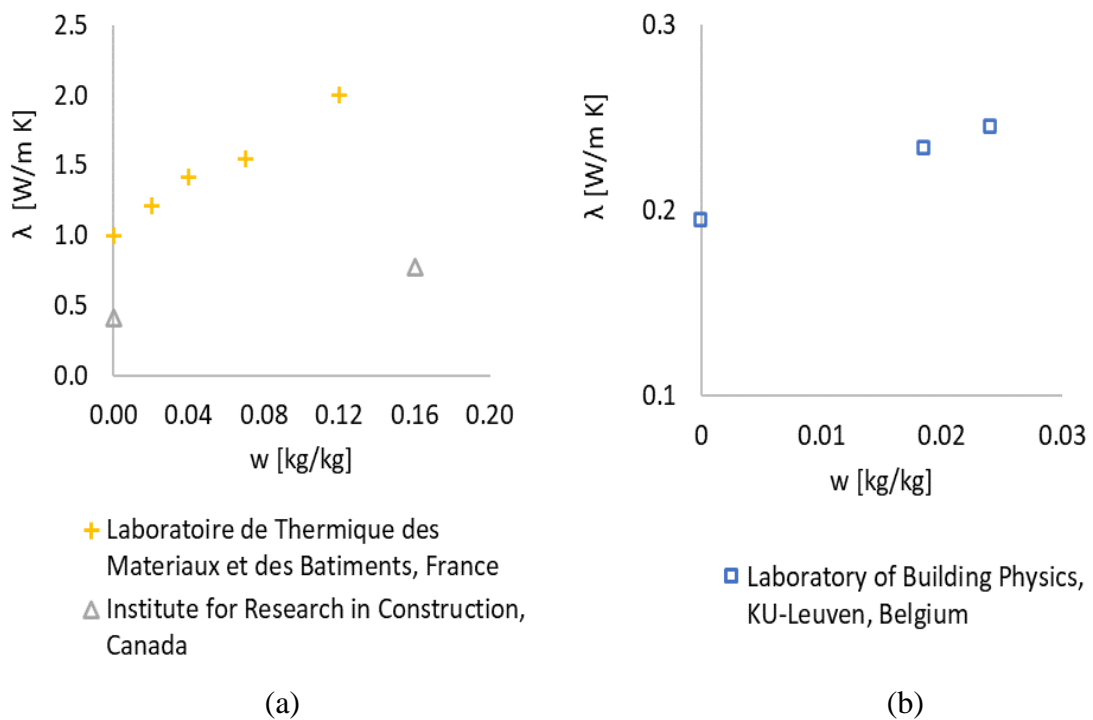 2.5
2.0
1.5
1.0
0.5
0.0
λ [W/m K]
0.00 0.04 0.08 0.12 0.16 0.20
w [kg/kg]
+ Laboratoire de Thermique des
Materiaux et des Batiments, France
△ Institute for Research in Construction,
Canada
(a)
0.3
0.2
0.1
λ [W/m K]
0 0.01 0.02 0.03
w [kg/kg]
Laboratory of Building Physics,
KU-Leuven, Belgium
(b)